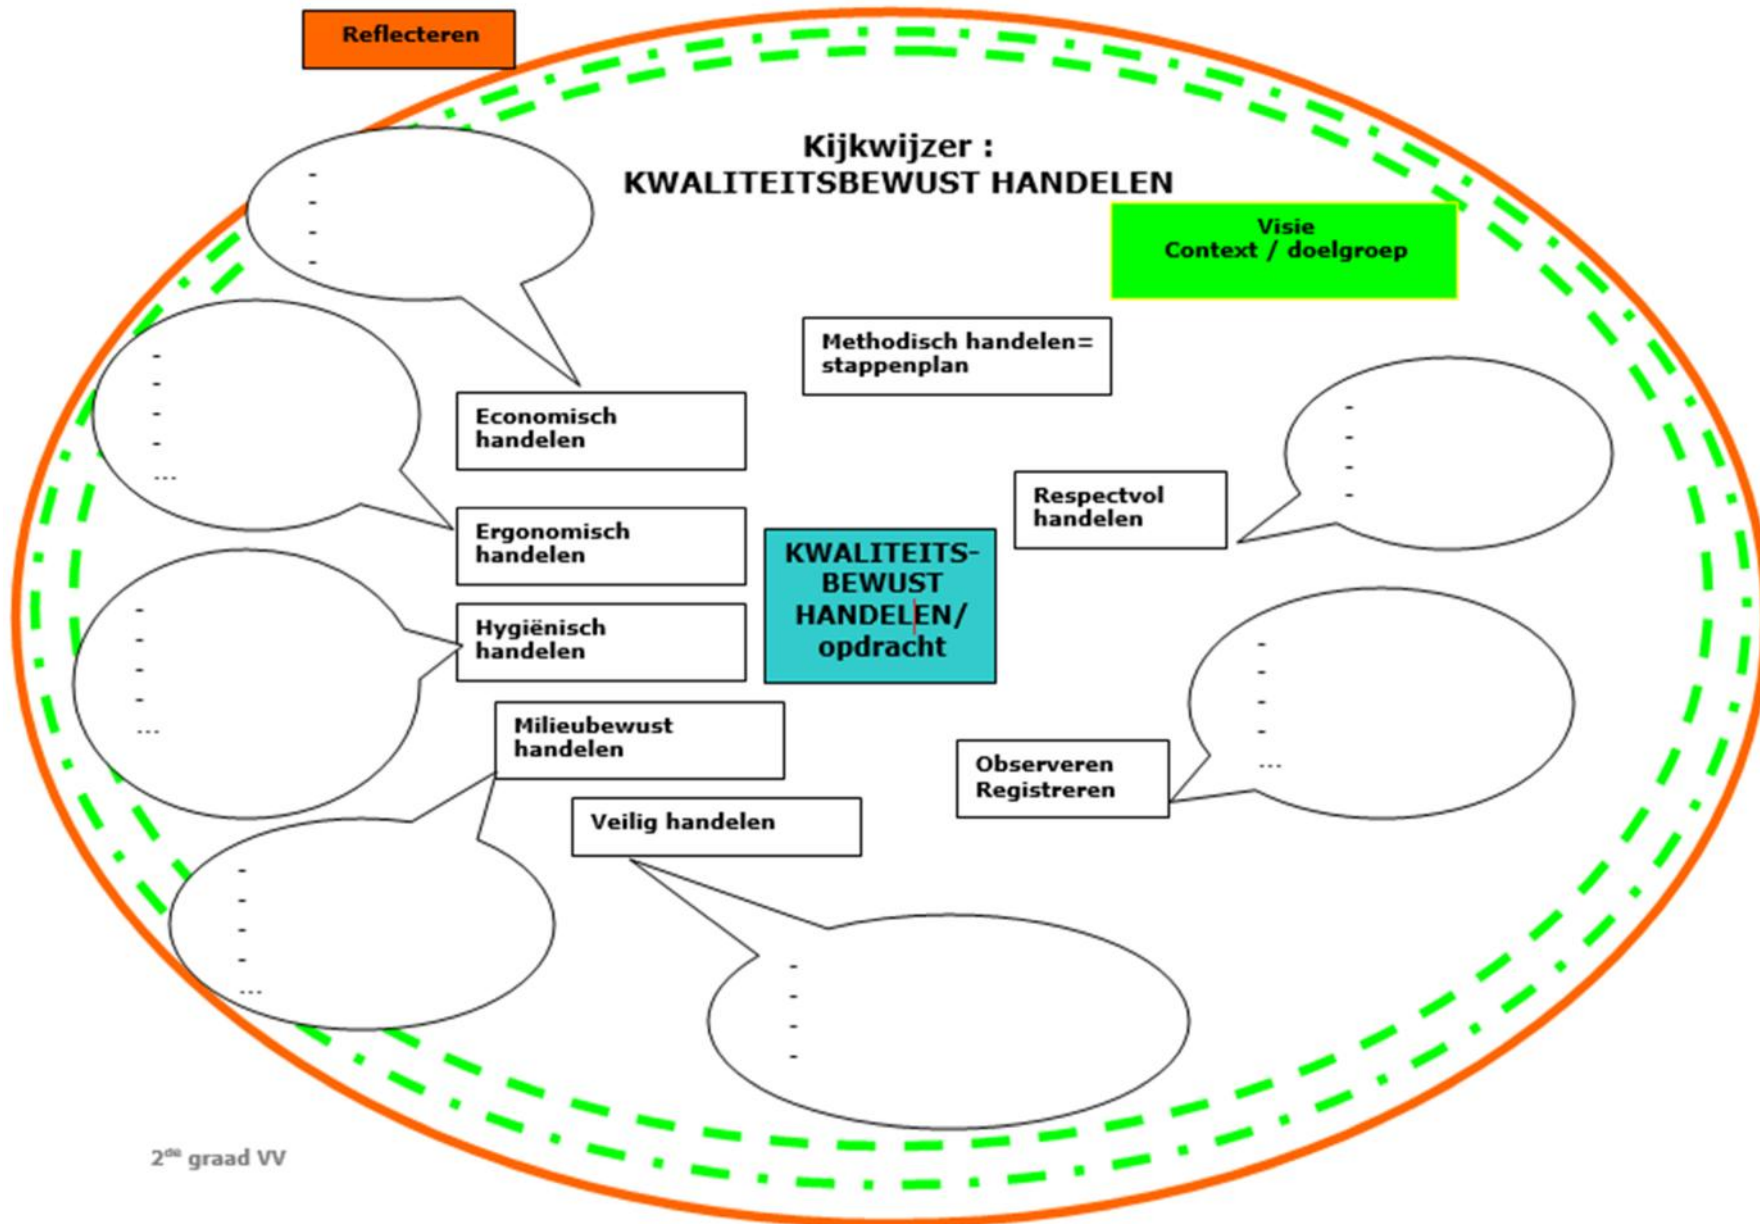 Reflecteren
Kijkwijzer :
KWALITEITSBEWUST HANDELEN
Visie
Context / doelgroep
-
-
-
-
Methodisch handelen=
stappenplan
-
-
-
-
...
Economisch
handelen
-
-
-
-
Respectvol
handelen
Ergonomisch
handelen
KWALITEITS-
BEWUST
HANDELEN/
opdracht
-
-
-
-
...
Hygiënisch
handelen
-
-
-
-
...
Milieubewust
handelen
Observeren
Registreren
Veilig handelen
-
-
-
-
...
-
-
-
-
2de graad VV